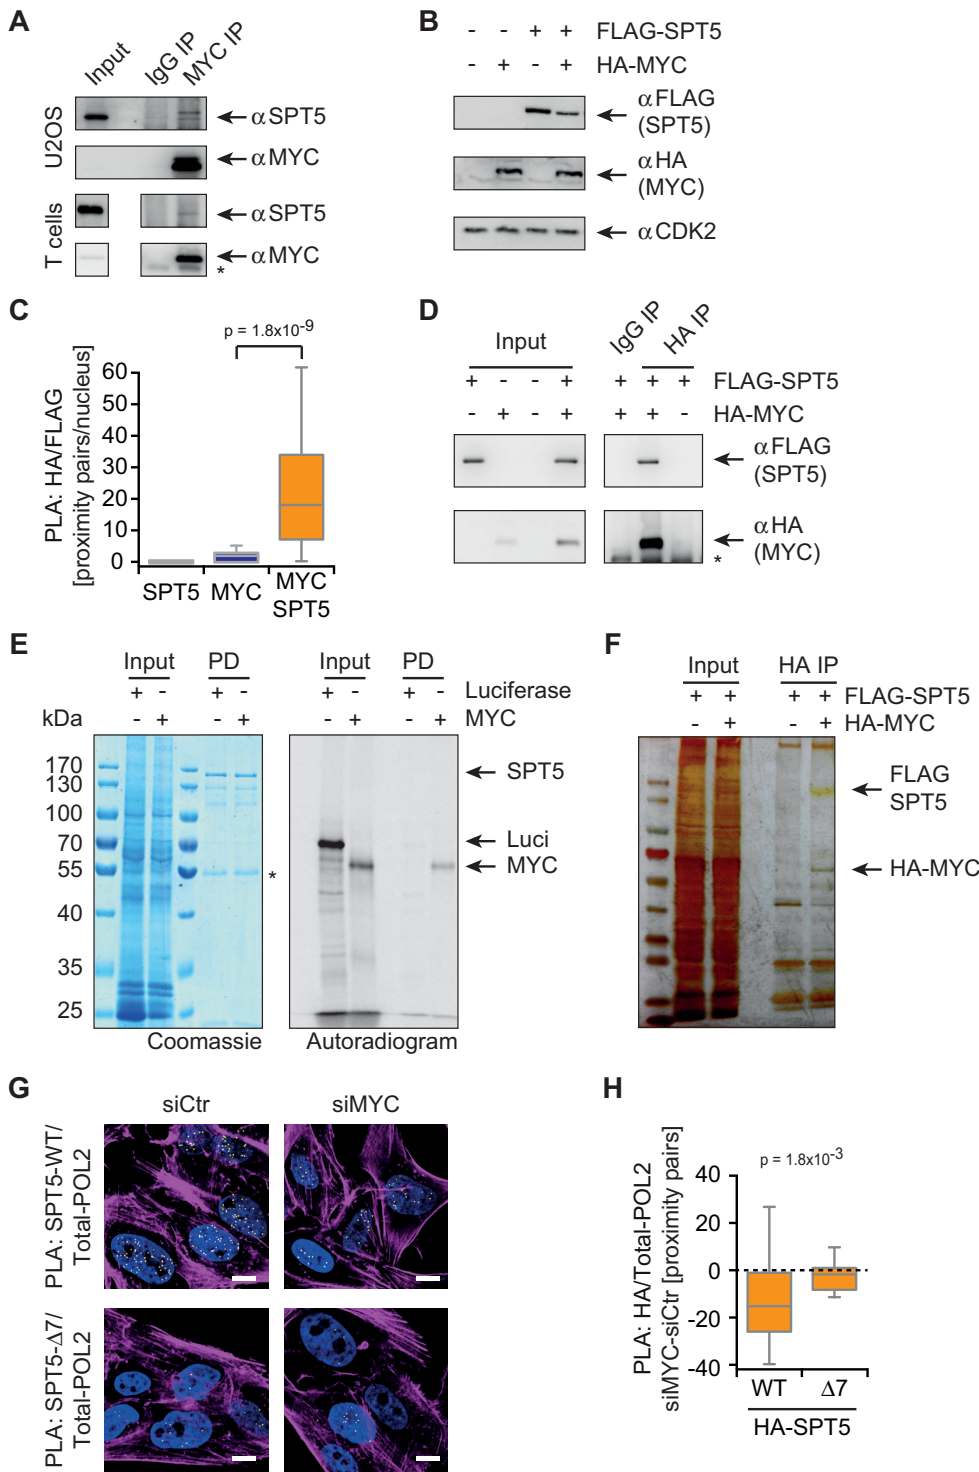 A
Input
IgG IP
MYC IP
U2OS
αSPT5
αMYC
T cells
αSPT5
αMYC
*
B
- - + + FLAG-SPT5
- + - + HA-MYC
αFLAG
(SPT5)
αHA
(MYC)
αCDK2
C
p = 1.8x10-9
PLA: HA/FLAG
[proximity pairs/nucleus]
60
50
40
30
20
10
0
SPT5
MYC
MYC
SPT5
D
Input
IgG IP
HA IP
+ - - + + + + FLAG-SPT5
- + - + + + - HA-MYC
αFLAG
(SPT5)
αHA
(MYC)
*
E
Input PD Input PD
+ - + - + - + - Luciferase
kDa - + - + - + - + MYC
170
130
100
70
55
40
35
25
*
SPT5
Luci
MYC
Coomassie
Autoradiogram
F
Input HA IP
+ + + + FLAG-SPT5
- + - + HA-MYC
FLAG
SPT5
HA-MYC
G
siCtr
siMYC
PLA: SPT5-WT/
Total-POL2
PLA: SPT5-Δ7/
Total-POL2
H
p = 1.8x10-3
PLA: HA/Total-POL2
siMYC-siCtr [proximity pairs]
40
20
0
-20
-40
WT
Δ7
HA-SPT5